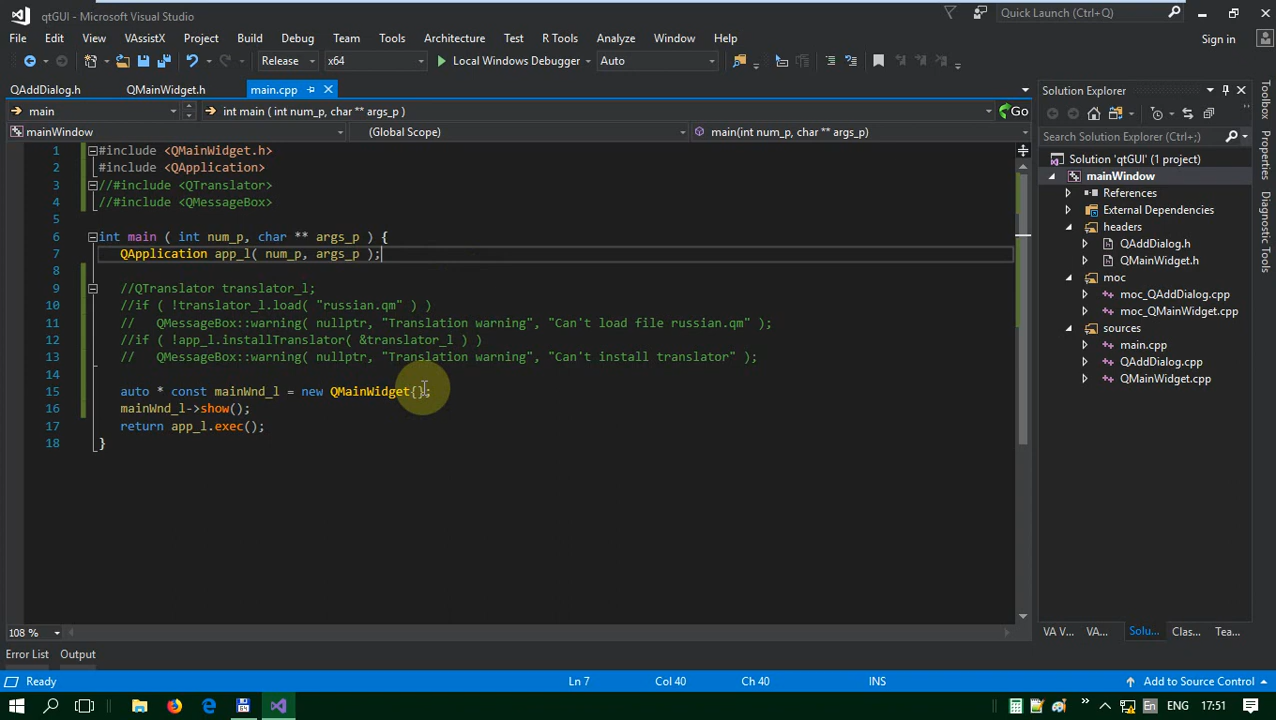 qtGUI - Microsoft Visual Studio
Quick Launch (Ctrl+Q)
File Edit View VAssistX Project Build Debug Team Tools Architecture Test R Tools Analyze Window Help
Sign in
Release x64 Local Windows Debugger Auto
QAddDialog.h QMainWidget.h main.cpp
main int main ( int num_p, char ** args_p ) Go
mainWindow (Global Scope) main(int num_p, char ** args_p)
1 #include <QMainWidget.h>
2 #include <QApplication>
3 //#include <QTranslator>
4 //#include <QMessageBox>
5
6 int main ( int num_p, char ** args_p ) {
7 QApplication app_l( num_p, args_p );
8
9 //QTranslator translator_l;
10 //if ( !translator_l.load( "russian.qm" ) )
11 // QMessageBox::warning( nullptr, "Translation warning", "Can't load file russian.qm" );
12 //if ( !app_l.installTranslator( &translator_l ) )
13 // QMessageBox::warning( nullptr, "Translation warning", "Can't install translator" );
14
15 auto * const mainWnd_l = new QMainWidget{};
16 mainWnd_l->show();
17 return app_l.exec();
18 }
108 %
Error List Output
Ready Ln 7 Col 40 Ch 40 INS Add to Source Control
Solution Explorer
Search Solution Explorer (Ctrl+;)
Solution 'qtGUI' (1 project)
mainWindow
References
External Dependencies
headers
QAddDialog.h
QMainWidget.h
moc
moc_QAddDialog.cpp
moc_QMainWidget.cpp
sources
main.cpp
QAddDialog.cpp
QMainWidget.cpp
VA V... VA... Solu... Clas... Tea...
Toolbox
Properties
Diagnostic Tools
64
En ENG 17:51